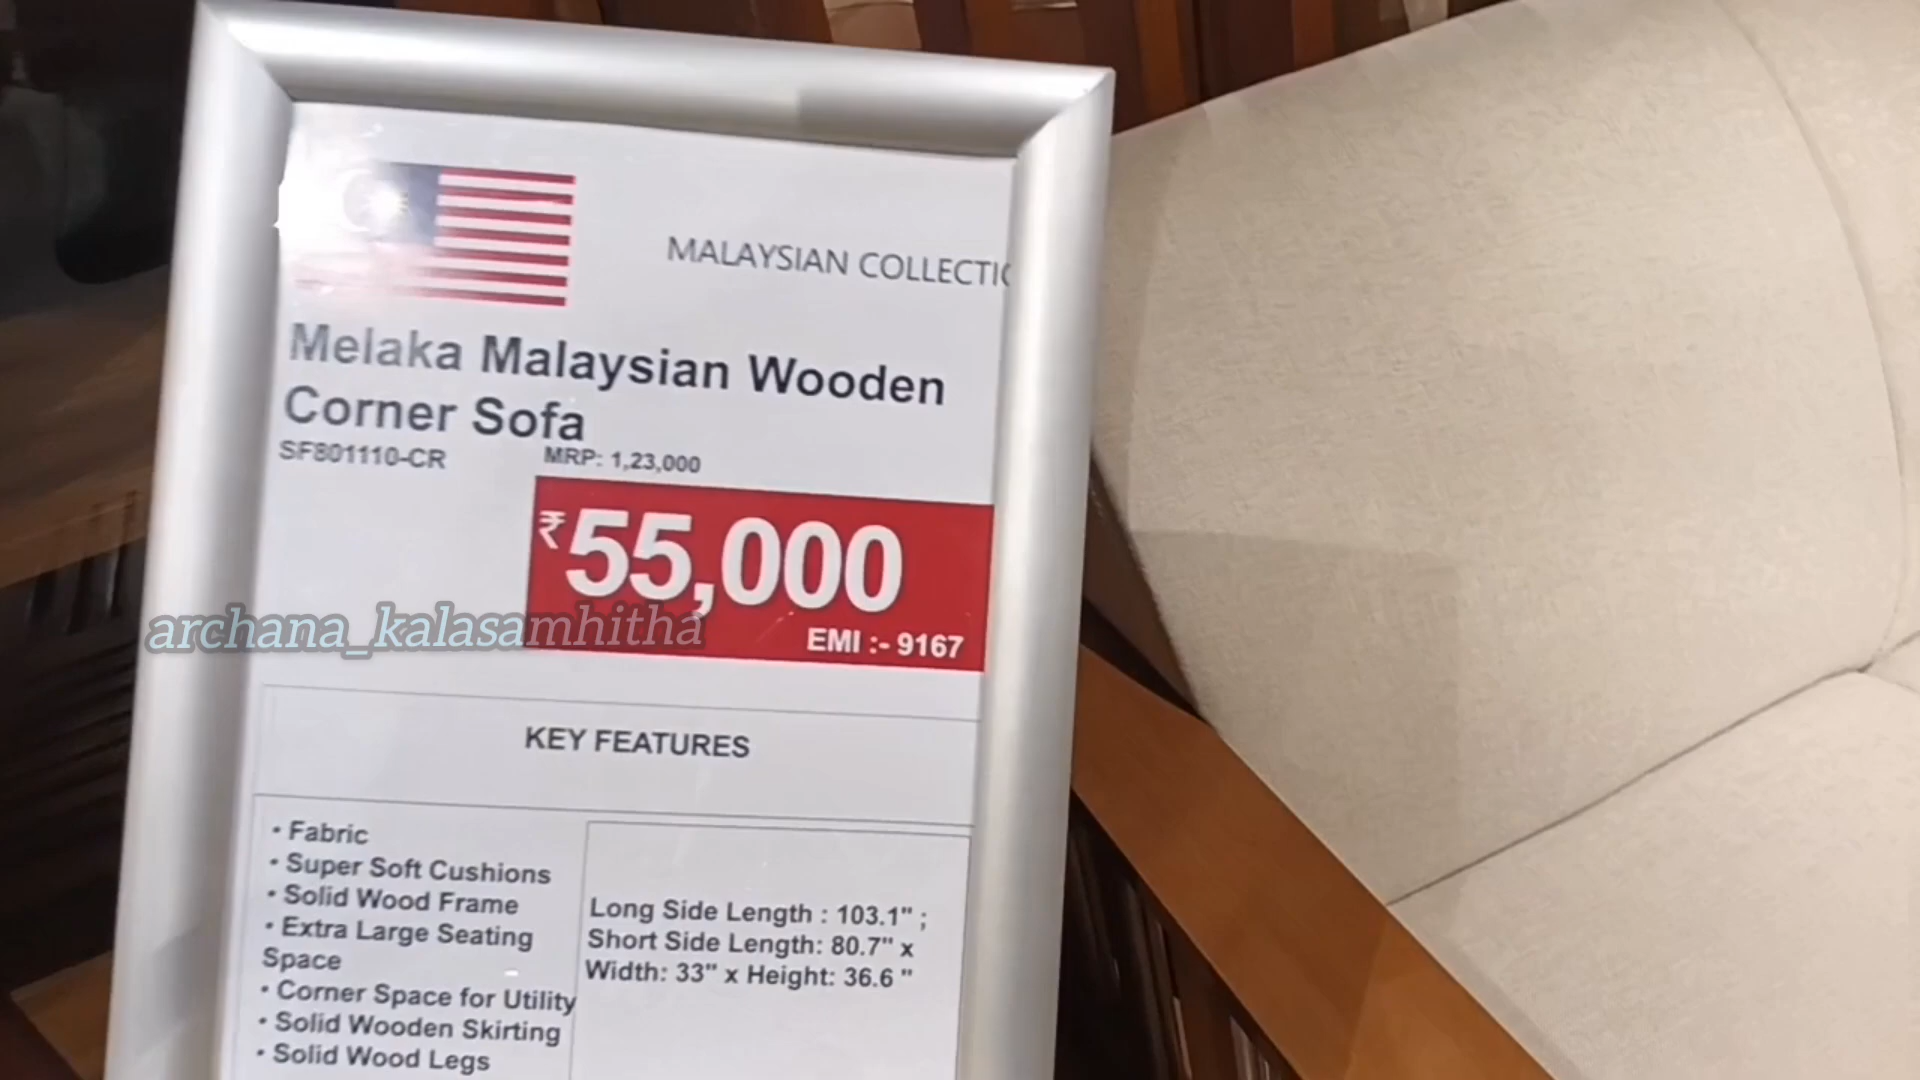 MALAYSIAN COLLECTIO
Melaka Malaysian Wooden
Corner Sofa
SF801110-CR MRP: 1,23,000
₹55,000
EMI :- 9167
archana_kalasamhitha
KEY FEATURES
• Fabric
• Super Soft Cushions
• Solid Wood Frame
• Extra Large Seating
Space
• Corner Space for Utility
• Solid Wooden Skirting
• Solid Wood Legs
Long Side Length : 103.1" ;
Short Side Length: 80.7" x
Width: 33" x Height: 36.6 "